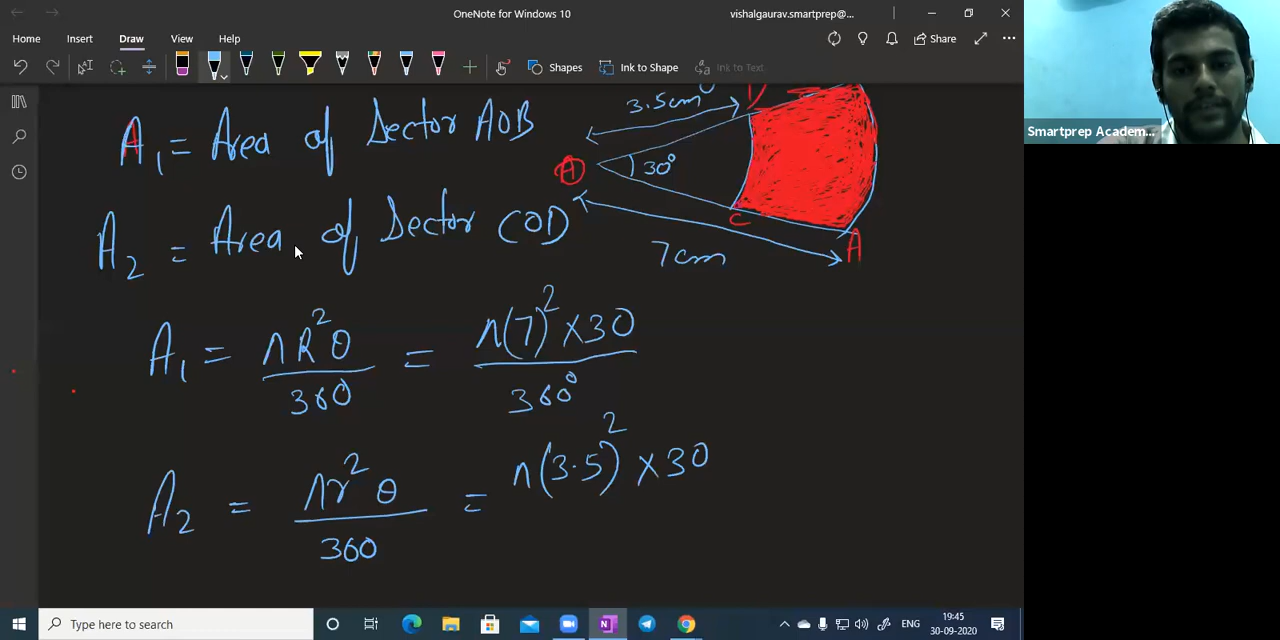 OneNote for Windows 10
vishalgaurav.smartprep@...
Home Insert Draw View Help
Share
Shapes Ink to Shape Ink to Text
Smartprep Academ...
3.5cm
D
A₁ = Area of Sector AOB
30°
C
A
7cm
A₂ = Area of Sector COD
A₁ = πR²θ/360 = π(7)²×30/360°
A₂ = πr²θ/360 = π(3.5)²×30
Type here to search
ENG
19:45
30-09-2020